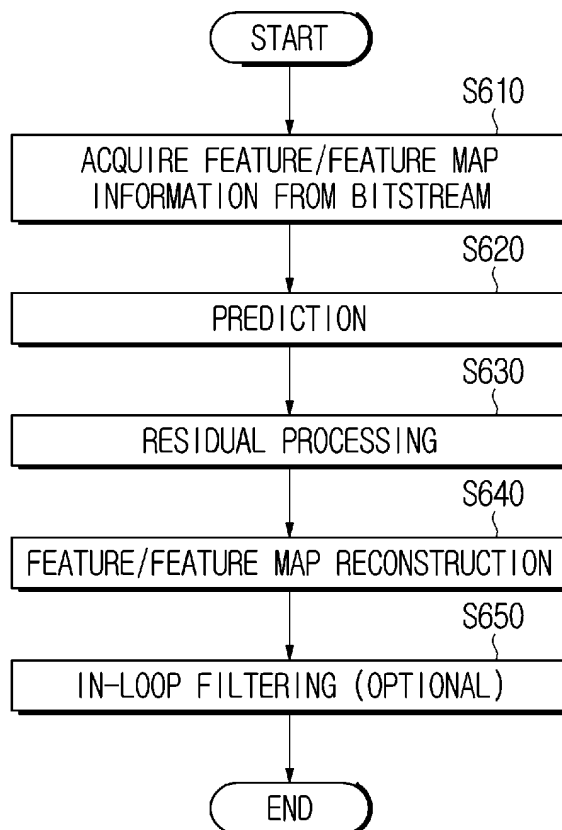 START
S610
ACQUIRE FEATURE/FEATURE MAP
INFORMATION FROM BITSTREAM
S620
PREDICTION
S630
RESIDUAL PROCESSING
S640
FEATURE/FEATURE MAP RECONSTRUCTION
S650
IN-LOOP FILTERING (OPTIONAL)
END